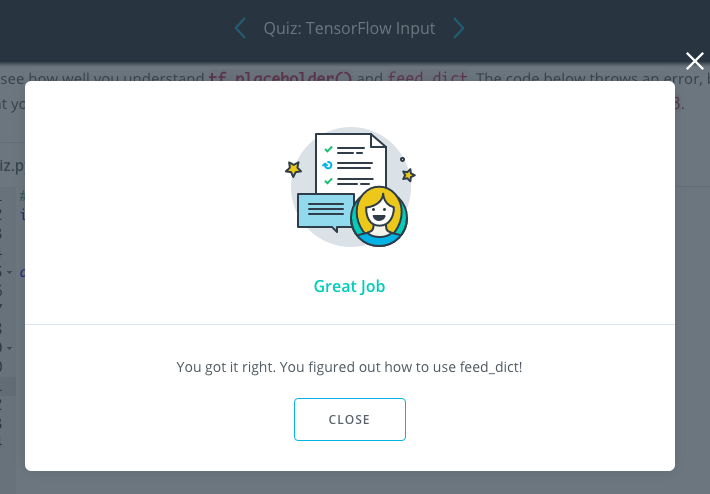 Quiz: TensorFlow Input
see how well you understand tf.placeholder() and feed_dict. The code below throws an error,
Great Job
You got it right. You figured out how to use feed_dict!
CLOSE